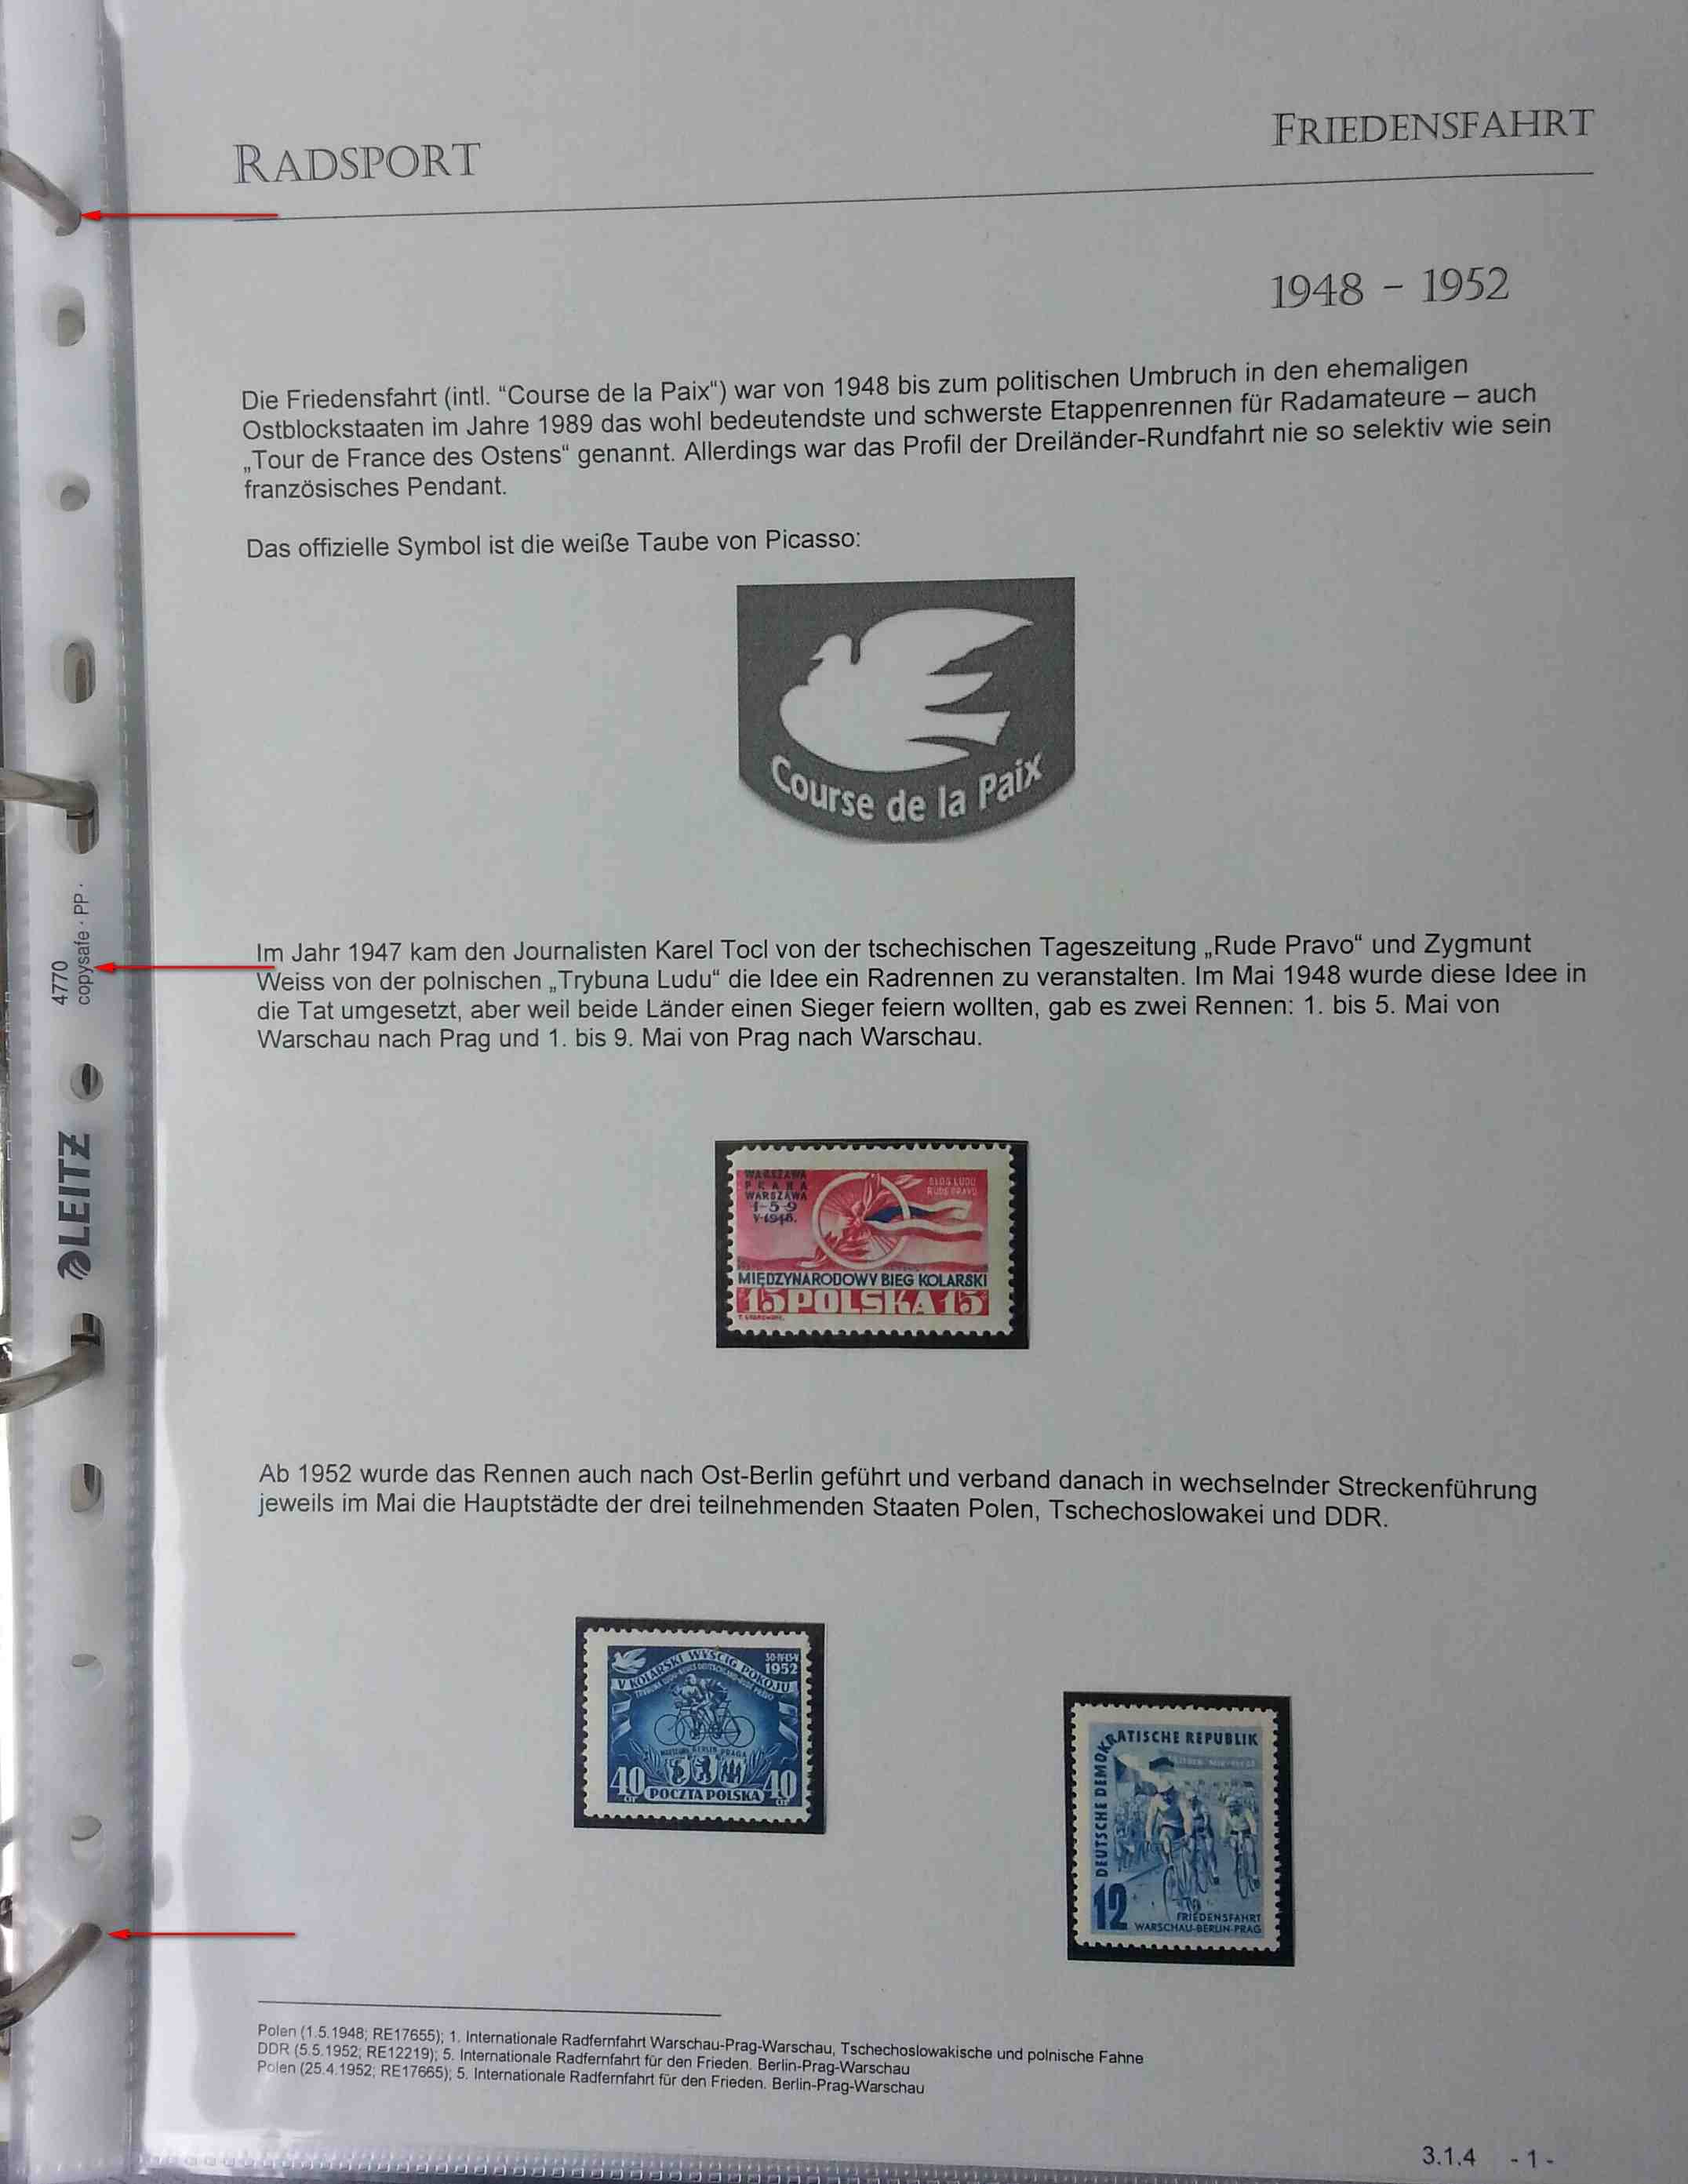 RADSPORT
FRIEDENSFAHRT
1948 – 1952
Die Friedensfahrt (intl. “Course de la Paix“) war von 1948 bis zum politischen Umbruch in den ehemaligen
Ostblockstaaten im Jahre 1989 das wohl bedeutendste und schwerste Etappenrennen für Radamateure – auch
„Tour de France des Ostens“ genannt. Allerdings war das Profil der Dreiländer-Rundfahrt nie so selektiv wie sein
französisches Pendant.
Das offizielle Symbol ist die weiße Taube von Picasso:
Course de la Paix
Im Jahr 1947 kam den Journalisten Karel Tocl von der tschechischen Tageszeitung „Rude Pravo“ und Zygmunt
Weiss von der polnischen „Trybuna Ludu“ die Idee ein Radrennen zu veranstalten. Im Mai 1948 wurde diese Idee in
die Tat umgesetzt, aber weil beide Länder einen Sieger feiern wollten, gab es zwei Rennen: 1. bis 5. Mai von
Warschau nach Prag und 1. bis 9. Mai von Prag nach Warschau.
4770
copysafe · PP ·
LEITZ
WARSZAWA
PRAHA
WARSZAWA
1-5-9
V-1948.
GŁOS LUDU
RUDE PRAVO
MIĘDZYNARODOWY BIEG KOLARSKI
15 POLSKA 15
Ab 1952 wurde das Rennen auch nach Ost-Berlin geführt und verband danach in wechselnder Streckenführung
jeweils im Mai die Hauptstädte der drei teilnehmenden Staaten Polen, Tschechoslowakei und DDR.
V KOLARSKI WYŚCIG POKOJU
1952
BERLIN PRAGA
40 POCZTA POLSKA 40
GR GR
DEUTSCHE DEMOKRATISCHE REPUBLIK
12
FRIEDENSFAHRT
WARSCHAU-BERLIN-PRAG
Polen (1.5.1948; RE17655); 1. Internationale Radfernfahrt Warschau-Prag-Warschau, Tschechoslowakische und polnische Fahne
DDR (5.5.1952; RE12219); 5. Internationale Radfernfahrt für den Frieden. Berlin-Prag-Warschau
Polen (25.4.1952; RE17665); 5. Internationale Radfernfahrt für den Frieden. Berlin-Prag-Warschau
3.1.4 - 1 -